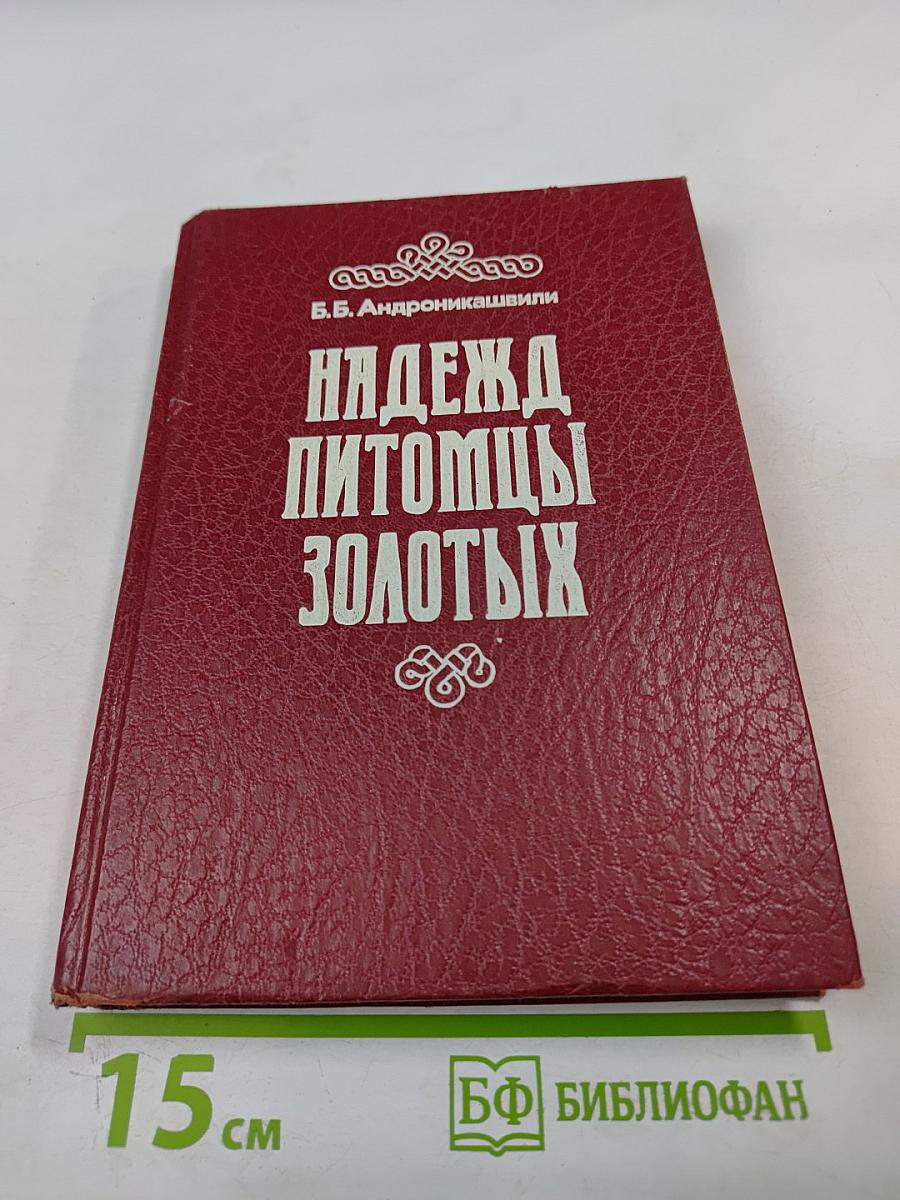 Б. Б. Андроникашвили
НАДЕЖД
ПИТОМЦЫ
ЗОЛОТЫХ
15 см
БФ БИБЛИОФАН